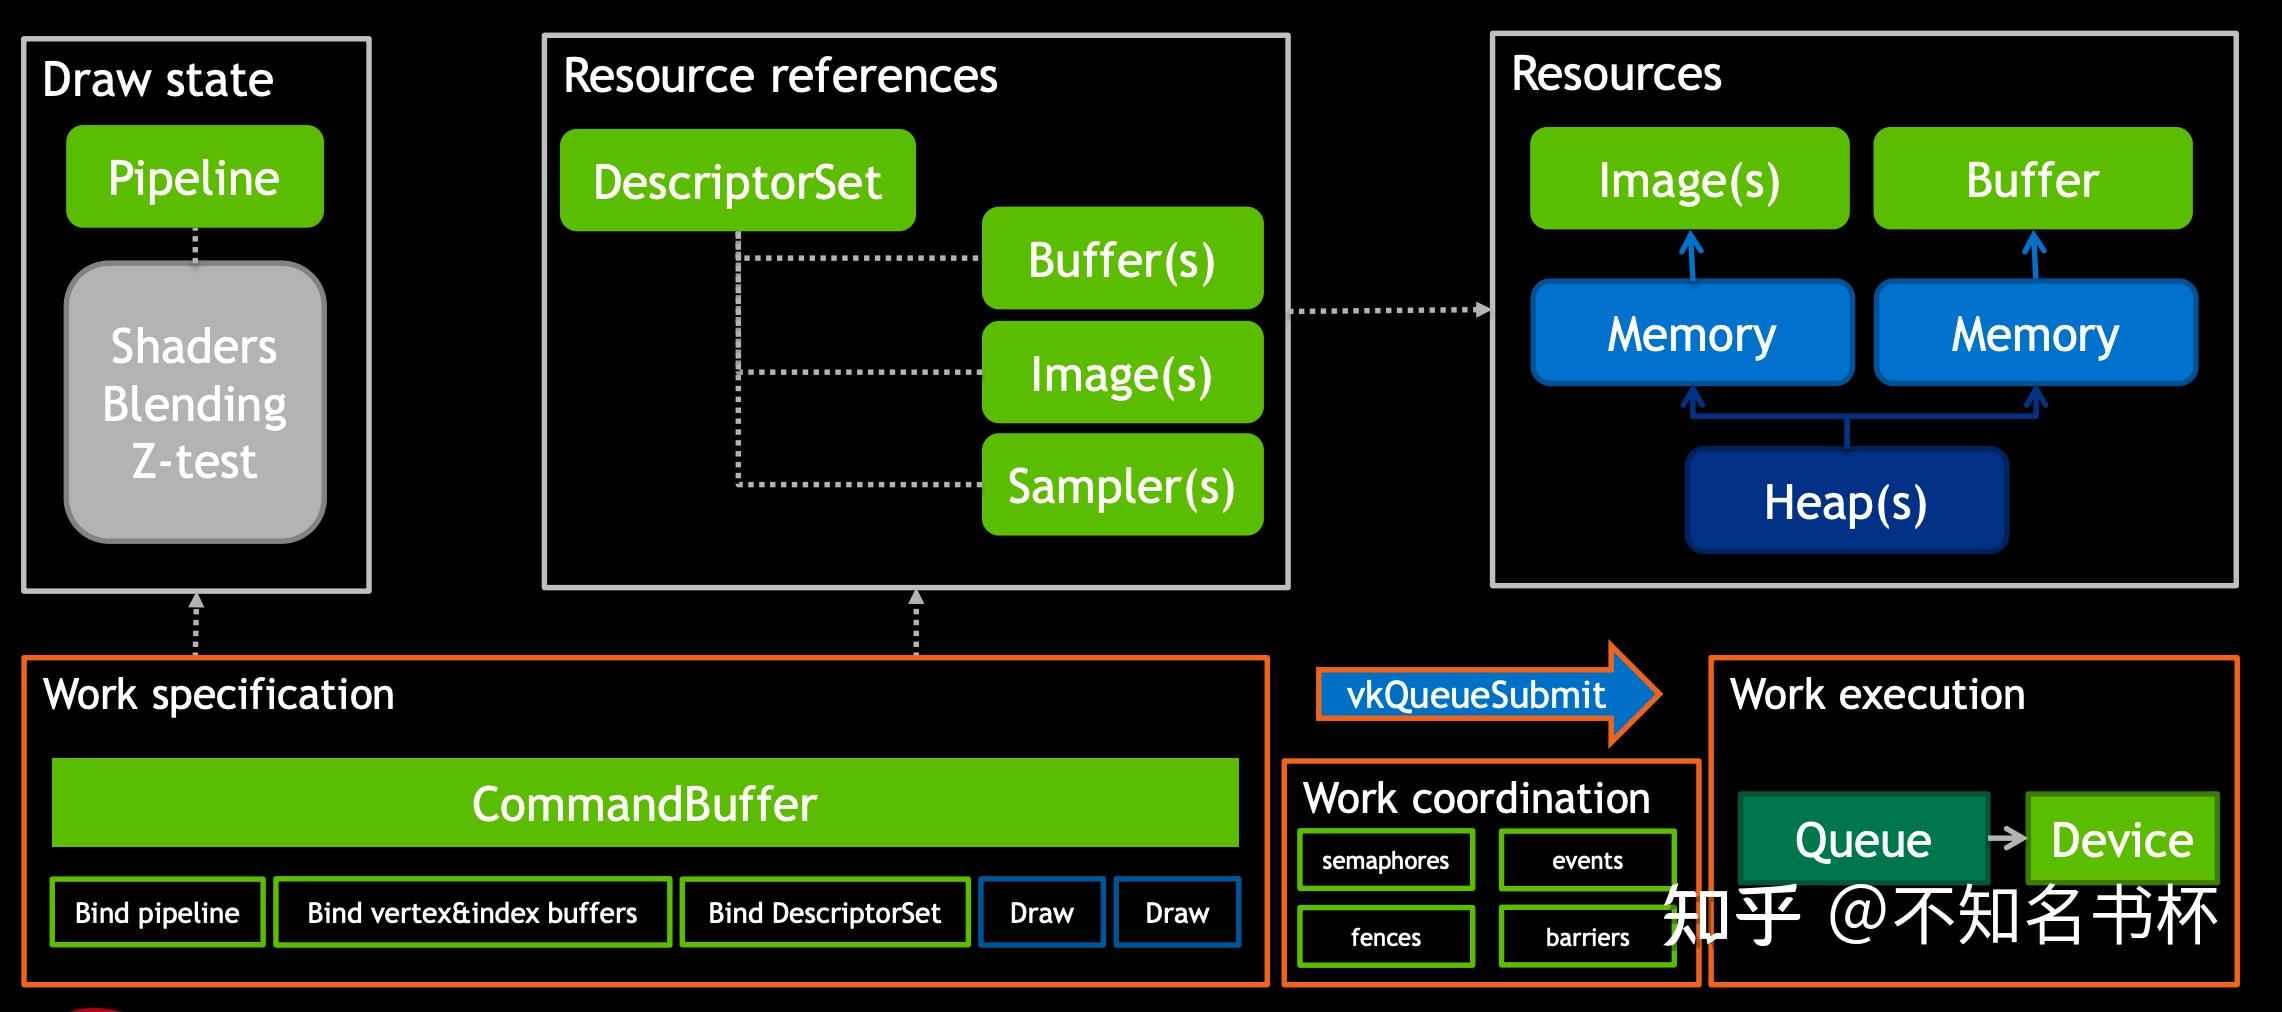 Draw state
Pipeline
Shaders
Blending
Z-test
Resource references
DescriptorSet
Buffer(s)
Image(s)
Sampler(s)
Resources
Image(s)
Buffer
Memory
Memory
Heap(s)
Work specification
CommandBuffer
Bind pipeline
Bind vertex&index buffers
Bind DescriptorSet
Draw
Draw
vkQueueSubmit
Work coordination
semaphores
events
fences
barriers
Work execution
Queue
Device
知乎 @不知名书杯